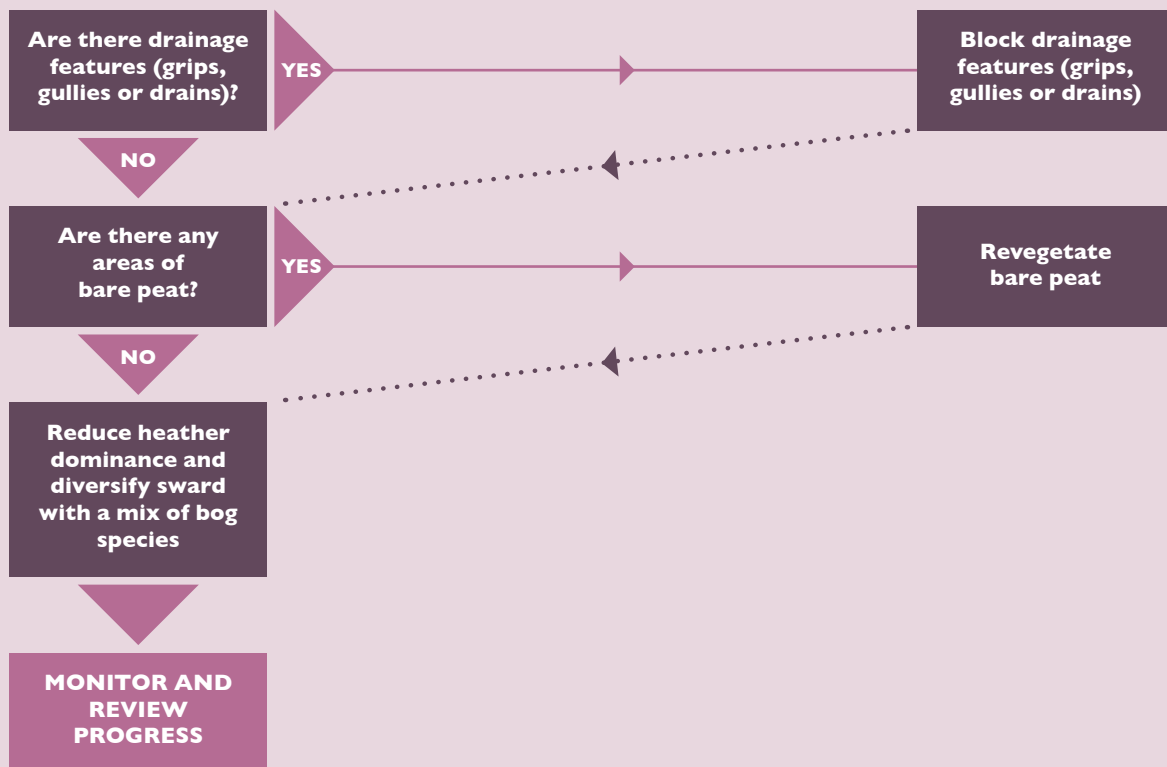 Are there drainage
features (grips,
gullies or drains)?
YES
Block drainage
features (grips,
gullies or drains)
NO
Are there any
areas of
bare peat?
YES
Revegetate
bare peat
NO
Reduce heather
dominance and
diversify sward
with a mix of bog
species
MONITOR AND
REVIEW
PROGRESS